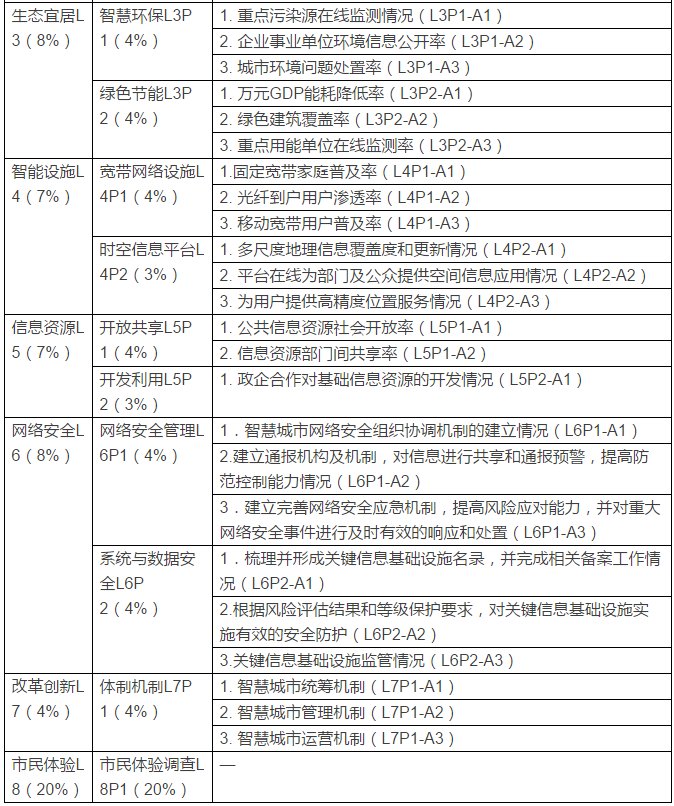 生态宜居L
3（8%）
智慧环保L3P
1（4%）
1. 重点污染源在线监测情况（L3P1-A1）
2. 企业事业单位环境信息公开率（L3P1-A2）
3. 城市环境问题处置率（L3P1-A3）
绿色节能L3P
2（4%）
1. 万元GDP能耗降低率（L3P2-A1）
2. 绿色建筑覆盖率（L3P2-A2）
3. 重点用能单位在线监测率（L3P2-A3）
智能设施L
4（7%）
宽带网络设施L
4P1（4%）
1.固定宽带家庭普及率（L4P1-A1）
2. 光纤到户用户渗透率（L4P1-A2）
3. 移动宽带用户普及率（L4P1-A3）
时空信息平台L
4P2（3%）
1. 多尺度地理信息覆盖度和更新情况（L4P2-A1）
2. 平台在线为部门及公众提供空间信息应用情况（L4P2-A2）
3. 为用户提供高精度位置服务情况（L4P2-A3）
信息资源L
5（7%）
开放共享L5P
1（4%）
1. 公共信息资源社会开放率（L5P1-A1）
2. 信息资源部门间共享率（L5P1-A2）
开发利用L5P
2（3%）
1. 政企合作对基础信息资源的开发情况（L5P2-A1）
网络安全L
6（8%）
网络安全管理L
6P1（4%）
1．智慧城市网络安全组织协调机制的建立情况（L6P1-A1）
2.建立通报机构及机制，对信息进行共享和通报预警，提高防
范控制能力情况（L6P1-A2）
3．建立完善网络安全应急机制，提高风险应对能力，并对重大
网络安全事件进行及时有效的响应和处置（L6P1-A3）
系统与数据安
全L6P
2（4%）
1．梳理并形成关键信息基础设施名录，并完成相关备案工作情
况（L6P2-A1）
2.根据风险评估结果和等级保护要求，对关键信息基础设施实
施有效的安全防护（L6P2-A2）
3.关键信息基础设施监管情况（L6P2-A3）
改革创新L
7（4%）
体制机制L7P
1（4%）
1. 智慧城市统筹机制（L7P1-A1）
2. 智慧城市管理机制（L7P1-A2）
3. 智慧城市运营机制（L7P1-A3）
市民体验L
8（20%）
市民体验调查L
8P1（20%）
—